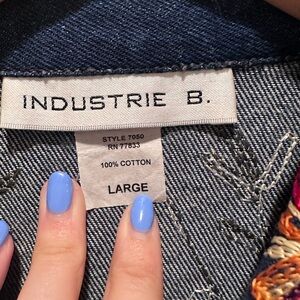 INDUSTRIE B.
STYLE 7050
RN 77833
100% COTTON
LARGE